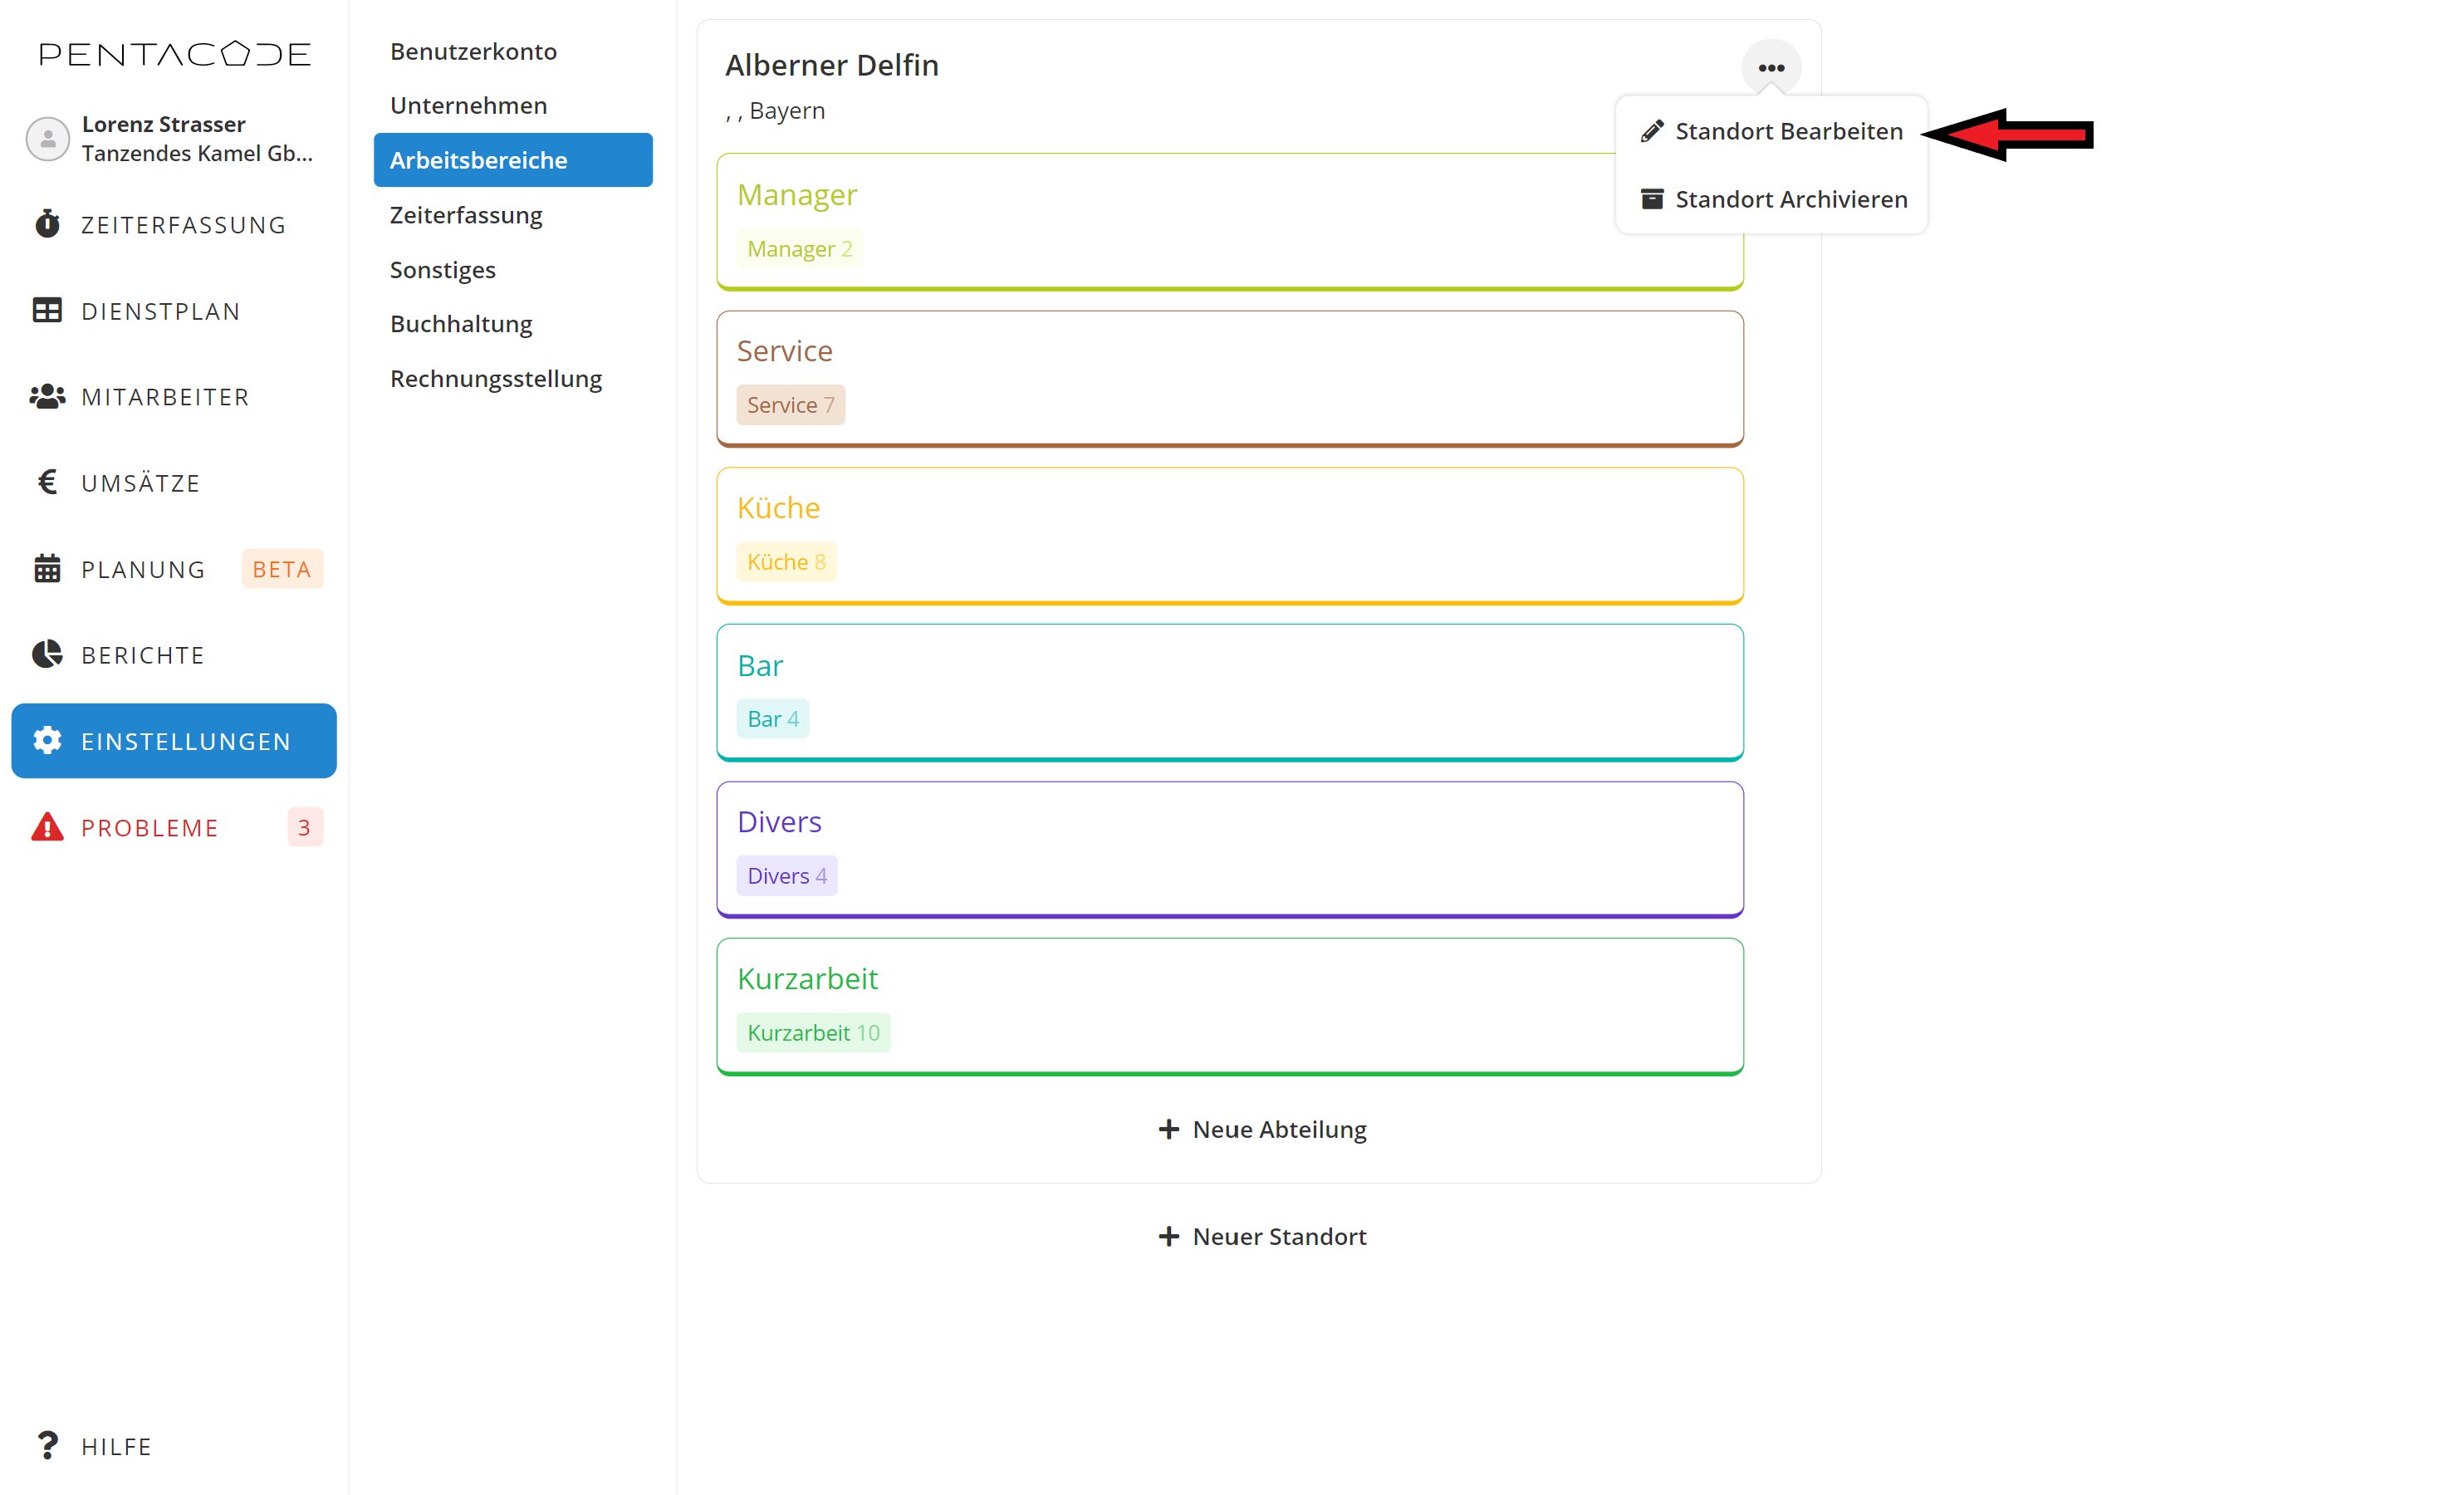 PENTACODE
Lorenz Strasser
Tanzendes Kamel Gb...
ZEITERFASSUNG
DIENSTPLAN
MITARBEITER
UMSÄTZE
PLANUNG BETA
BERICHTE
EINSTELLUNGEN
PROBLEME 3
HILFE
Benutzerkonto
Unternehmen
Arbeitsbereiche
Zeiterfassung
Sonstiges
Buchhaltung
Rechnungsstellung
Alberner Delfin
, , Bayern
Standort Bearbeiten
Standort Archivieren
Manager
Manager 2
Service
Service 7
Küche
Küche 8
Bar
Bar 4
Divers
Divers 4
Kurzarbeit
Kurzarbeit 10
Neue Abteilung
Neuer Standort